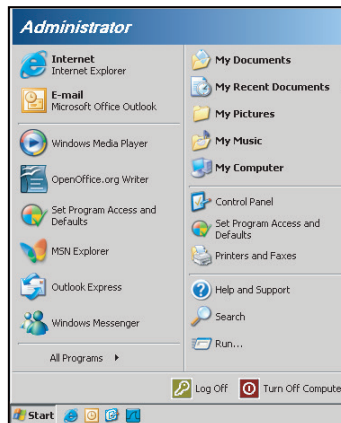 Administrator
Internet
Internet Explorer
E-mail
Microsoft Office Outlook
Windows Media Player
OpenOffice.org Writer
Set Program Access and
Defaults
MSN Explorer
Outlook Express
Windows Messenger
All Programs
My Documents
My Recent Documents
My Pictures
My Music
My Computer
Control Panel
Set Program Access and
Defaults
Printers and Faxes
Help and Support
Search
Run...
Log Off
Turn Off Compute
Start